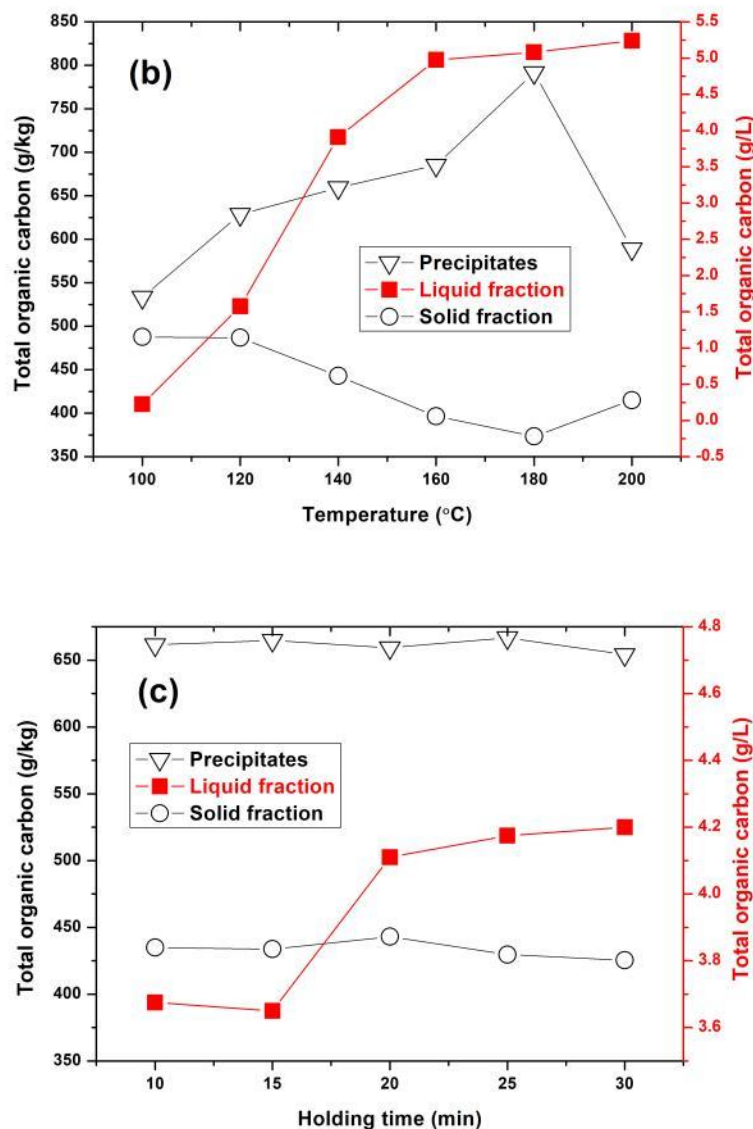 (b)
Total organic carbon (g/kg)
850
800
750
700
650
600
550
500
450
400
350
Precipitates
Liquid fraction
Solid fraction
5.5
5.0
4.5
4.0
3.5
3.0
2.5
2.0
1.5
1.0
0.5
0.0
-0.5
Total organic carbon (g/L)
100 120 140 160 180 200
Temperature (°C)
(c)
Total organic carbon (g/kg)
650
600
550
500
450
400
350
Precipitates
Liquid fraction
Solid fraction
4.8
4.6
4.4
4.2
4.0
3.8
3.6
Total organic carbon (g/L)
10 15 20 25 30
Holding time (min)